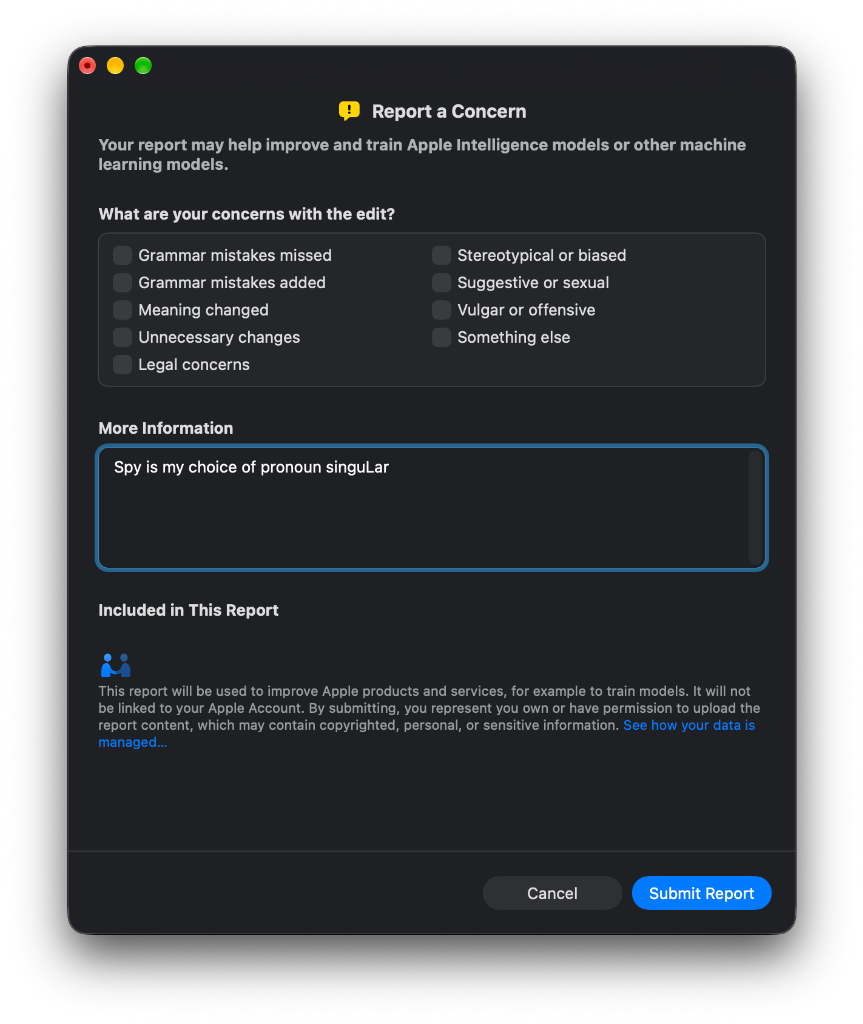 Report a Concern
Your report may help improve and train Apple Intelligence models or other machine
learning models.
What are your concerns with the edit?
Grammar mistakes missed
Grammar mistakes added
Meaning changed
Unnecessary changes
Legal concerns
Stereotypical or biased
Suggestive or sexual
Vulgar or offensive
Something else
More Information
Spy is my choice of pronoun singuLar
Included in This Report
This report will be used to improve Apple products and services, for example to train models. It will not
be linked to your Apple Account. By submitting, you represent you own or have permission to upload the
report content, which may contain copyrighted, personal, or sensitive information. See how your data is
managed...
Cancel
Submit Report